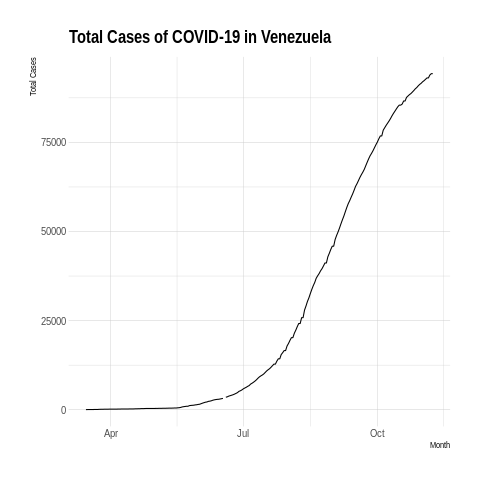 Total Cases of COVID-19 in Venezuela
Total Cases
75000
50000
25000
0
Apr Jul Oct
Month